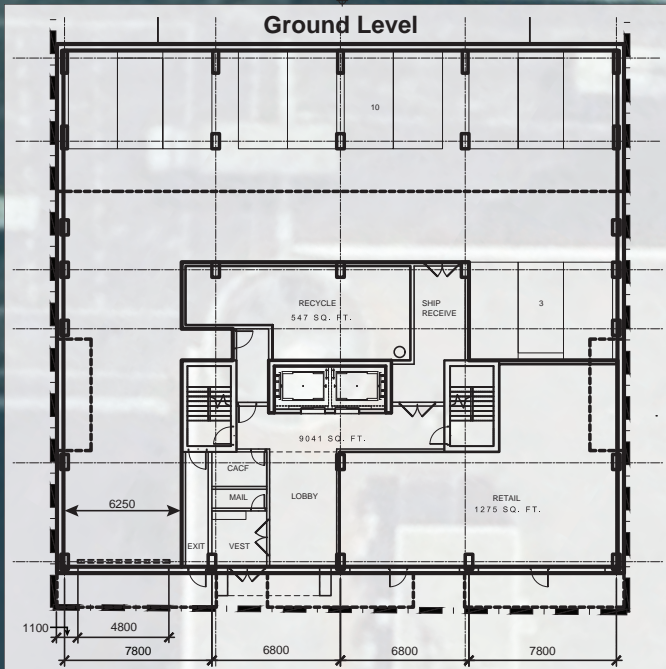 Ground Level
10
RECYCLE
547 SQ. FT.
SHIP
RECEIVE
3
9041 SQ. FT.
CACF
MAIL
LOBBY
RETAIL
1275 SQ. FT.
6250
EXIT
VEST
1100
4800
7800
6800
6800
7800